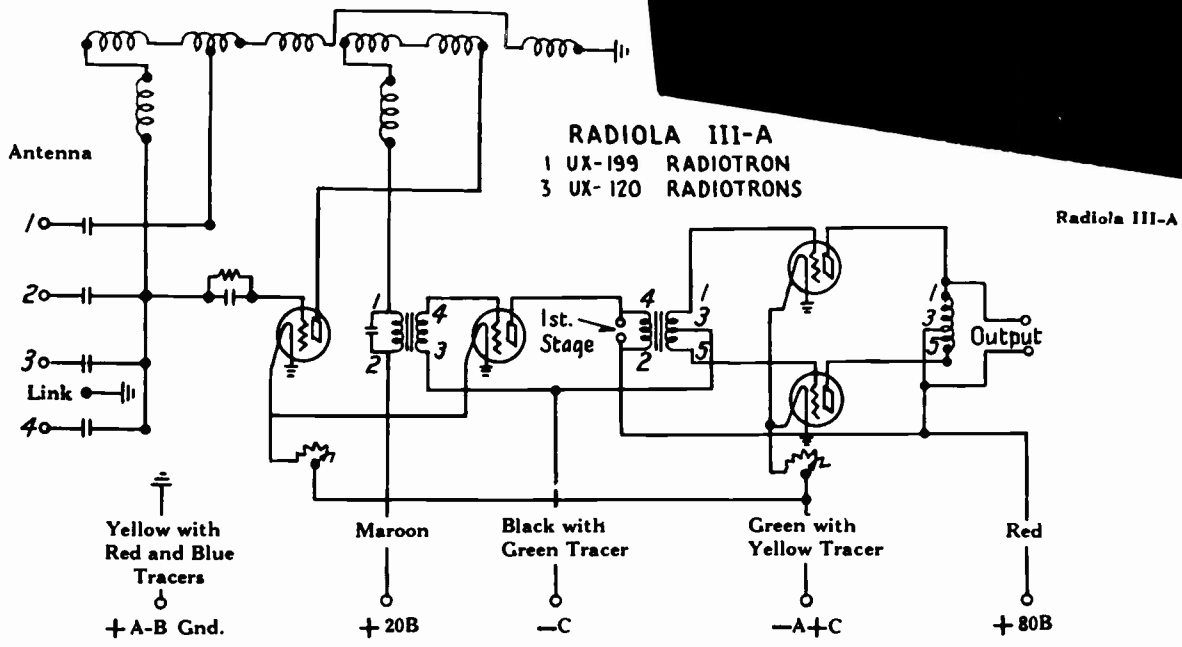 RADIOLA III-A
1 UX-199 RADIOTRON
3 UX-120 RADIOTRONS
Radiola III-A
Antenna
1
2
3
Link
4
1
2
4
3
1st.
Stage
4
2
1
3
5
1
3
5
Output
Yellow with
Red and Blue
Tracers
+A-B Gnd.
Maroon
+20B
Black with
Green Tracer
—C
Green with
Yellow Tracer
—A+C
Red
+80B